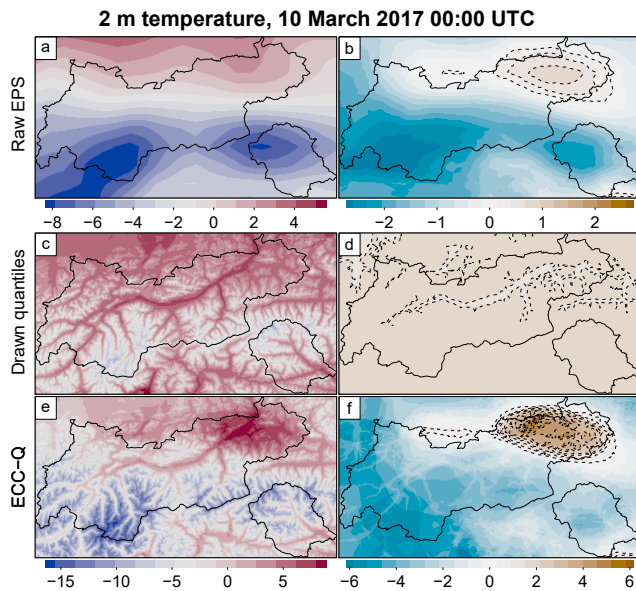 2 m temperature, 10 March 2017 00:00 UTC
a
b
Raw EPS
−8 −6 −4 −2 0 2 4
−2 −1 0 1 2
c
d
Drawn quantiles
e
f
ECC−Q
−15 −10 −5 0 5
−6 −4 −2 0 2 4 6